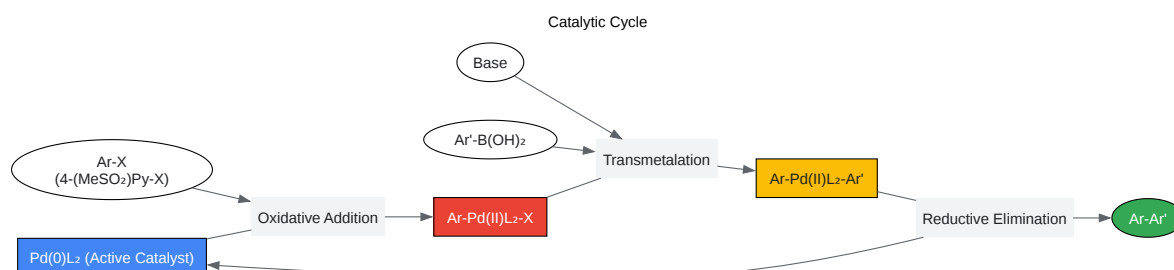 Catalytic Cycle
Base
Ar'-B(OH)₂
Ar-X
(4-(MeSO₂)Py-X)
Transmetalation
Ar-Pd(II)L₂-Ar'
Oxidative Addition
Ar-Pd(II)L₂-X
Reductive Elimination
Ar-Ar'
Pd(0)L₂ (Active Catalyst)